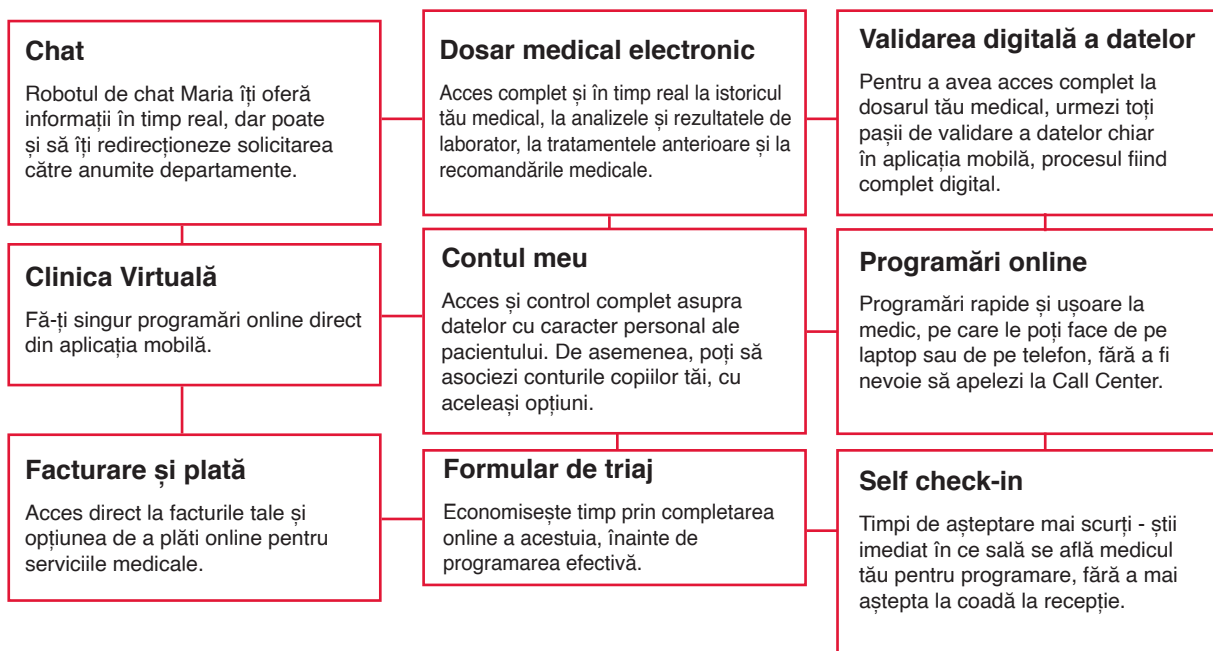 Chat
Robotul de chat Maria îți oferă
informații în timp real, dar poate
și să îți redirecționeze solicitarea
către anumite departamente.
Dosar medical electronic
Acces complet și în timp real la istoricul
tău medical, la analizele și rezultatele de
laborator, la tratamentele anterioare și la
recomandările medicale.
Validarea digitală a datelor
Pentru a avea acces complet la
dosarul tău medical, urmezi toți
pașii de validare a datelor chiar
în aplicația mobilă, procesul fiind
complet digital.
Clinica Virtuală
Fă-ți singur programări online direct
din aplicația mobilă.
Contul meu
Acces și control complet asupra
datelor cu caracter personal ale
pacientului. De asemenea, poți să
asociezi conturile copiilor tăi, cu
aceleași opțiuni.
Programări online
Programări rapide și ușoare la
medic, pe care le poți face de pe
laptop sau de pe telefon, fără a fi
nevoie să apelezi la Call Center.
Facturare și plată
Acces direct la facturile tale și
opțiunea de a plăti online pentru
serviciile medicale.
Formular de triaj
Economisește timp prin completarea
online a acestuia, înainte de
programarea efectivă.
Self check-in
Timpi de așteptare mai scurți - știi
imediat în ce sală se află medicul
tău pentru programare, fără a mai
aștepta la coadă la recepție.